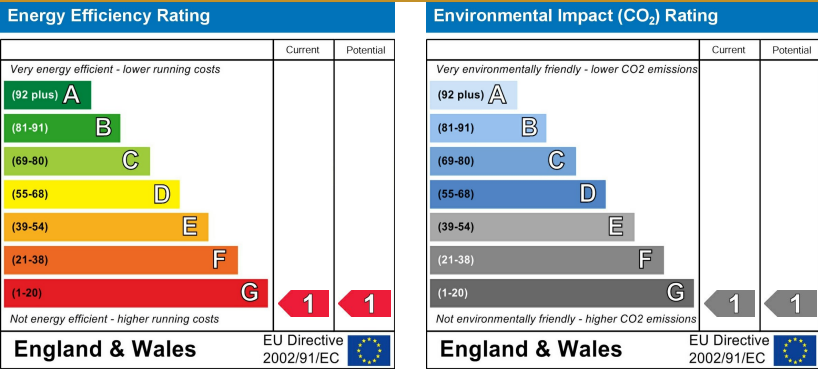 Energy Efficiency Rating
Current Potential
Very energy efficient - lower running costs
(92 plus) A
(81-91) B
(69-80) C
(55-68) D
(39-54) E
(21-38) F
(1-20) G 1 1
Not energy efficient - higher running costs
England & Wales
EU Directive
2002/91/EC
Environmental Impact (CO₂) Rating
Current Potential
Very environmentally friendly - lower CO2 emissions
(92 plus) A
(81-91) B
(69-80) C
(55-68) D
(39-54) E
(21-38) F
(1-20) G 1 1
Not environmentally friendly - higher CO2 emissions
England & Wales
EU Directive
2002/91/EC